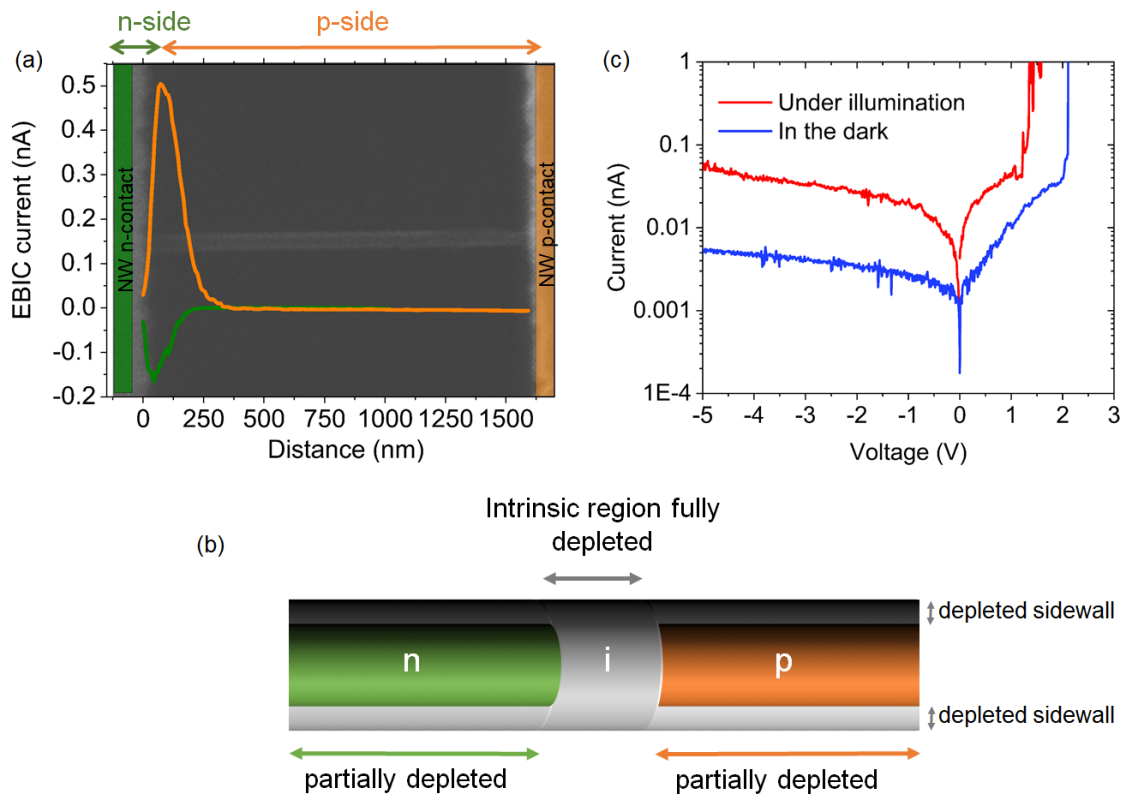 n-side
p-side
(a)
0.5
0.4
0.3
0.2
0.1
0.0
-0.1
-0.2
EBIC current (nA)
NW n-contact
NW p-contact
0
250
500
750
1000
1250
1500
Distance (nm)
(c)
Under illumination
In the dark
1
0.1
0.01
0.001
1E-4
Current (nA)
-5
-4
-3
-2
-1
0
1
2
3
Voltage (V)
(b)
Intrinsic region fully
depleted
depleted sidewall
n
i
p
depleted sidewall
partially depleted
partially depleted